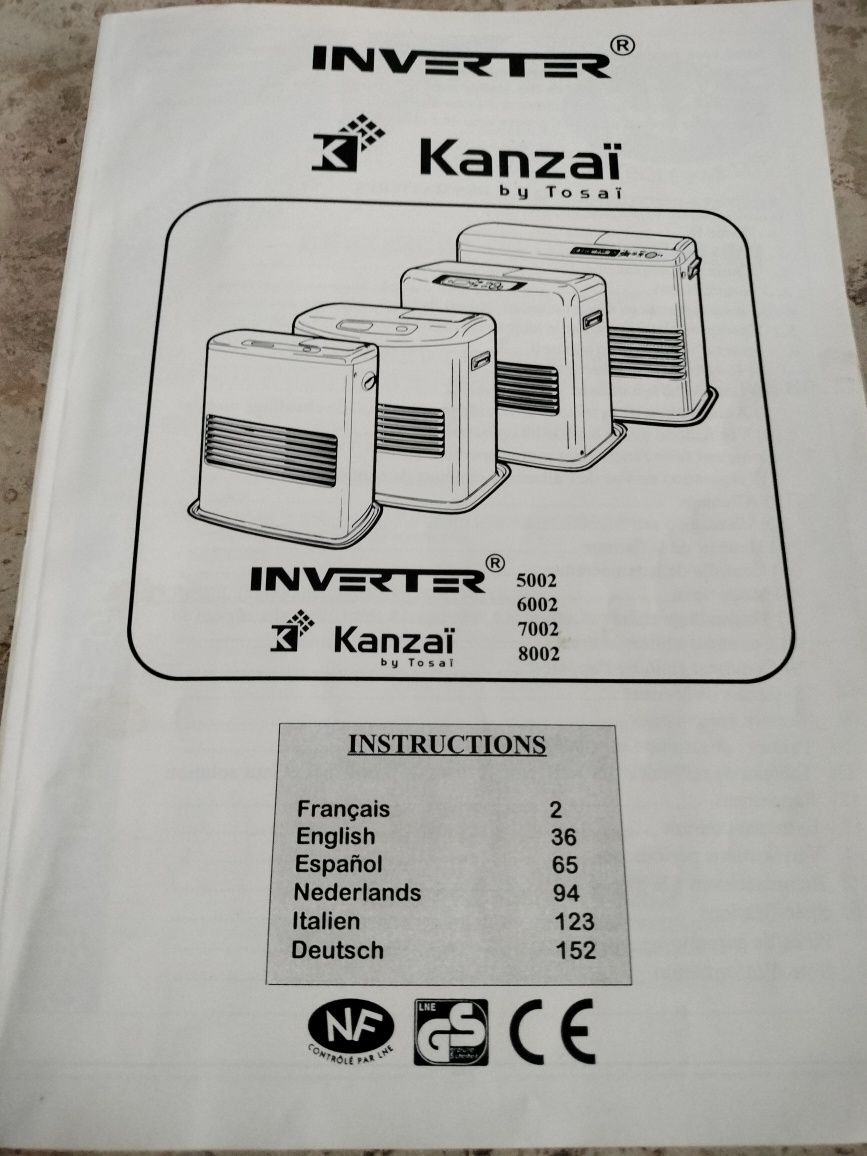 INVERTER®
K Kanzaï
by Tosaï
INVERTER® 5002
6002
K Kanzaï 7002
by Tosaï 8002
INSTRUCTIONS
Français 2
English 36
Español 65
Nederlands 94
Italien 123
Deutsch 152
NF LNE GS CE
CONTRÔLÉ PAR LNE